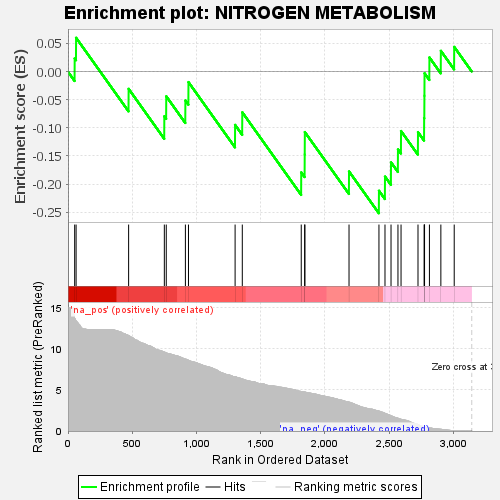 Enrichment plot: NITROGEN METABOLISM
Enrichment score (ES)
0.05
0.00
-0.05
-0.10
-0.15
-0.20
-0.25
'na_pos' (positively correlated)
Ranked list metric (PreRanked)
15
10
5
0
Zero cross at
'na_neg' (negatively correlated)
0
500
1,000
1,500
2,000
2,500
3,000
Rank in Ordered Dataset
Enrichment profile
Hits
Ranking metric scores